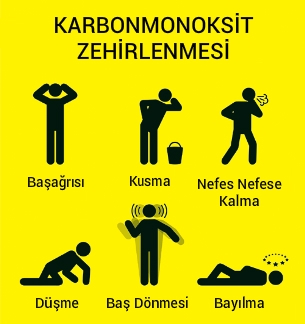 KARBONMONOKSİT
ZEHİRLENMESİ
Başağrısı
Kusma
Nefes Nefese
Kalma
Düşme
Baş Dönmesi
Bayılma